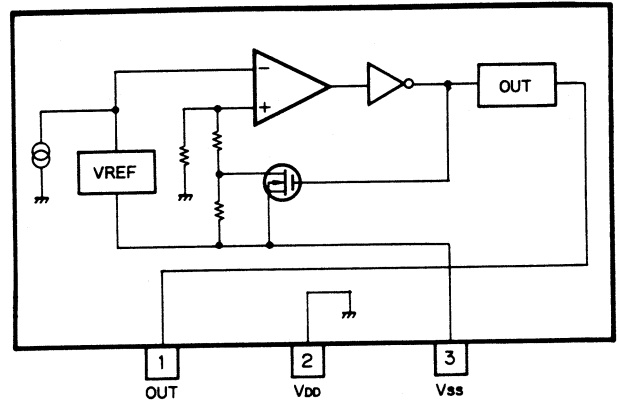 −
+
OUT
VREF
1 2 3
OUT VDD VSS